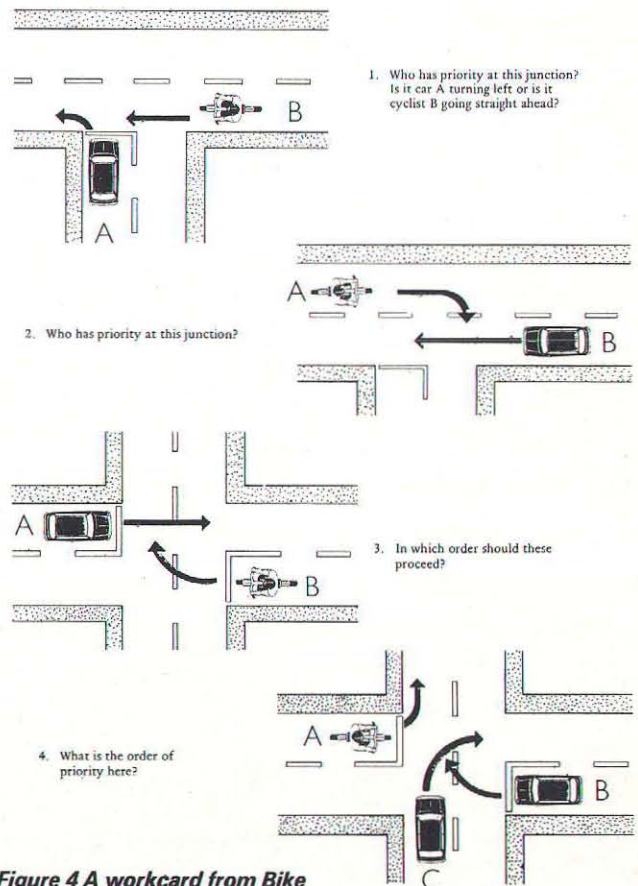 1. Who has priority at this junction?
Is it car A turning left or is it
cyclist B going straight ahead?
B
A
A
B
2. Who has priority at this junction?
A
B
3. In which order should these
proceed?
A
B
C
4. What is the order of
priority here?
Figure 4 A workcard from Bike